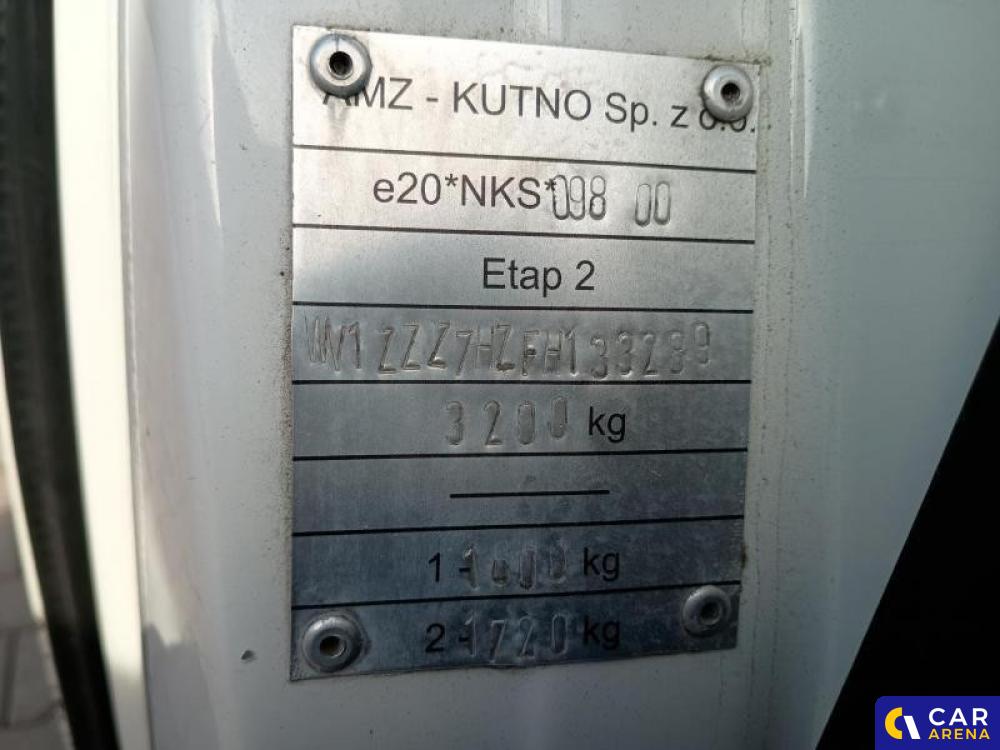 AMZ - KUTNO Sp. z o.o.
e20*NKS*098 00
Etap 2
WV1ZZZ7HZFH133239
3200 kg
1 - 1600 kg
2 - 1720 kg
CAR
ARENA